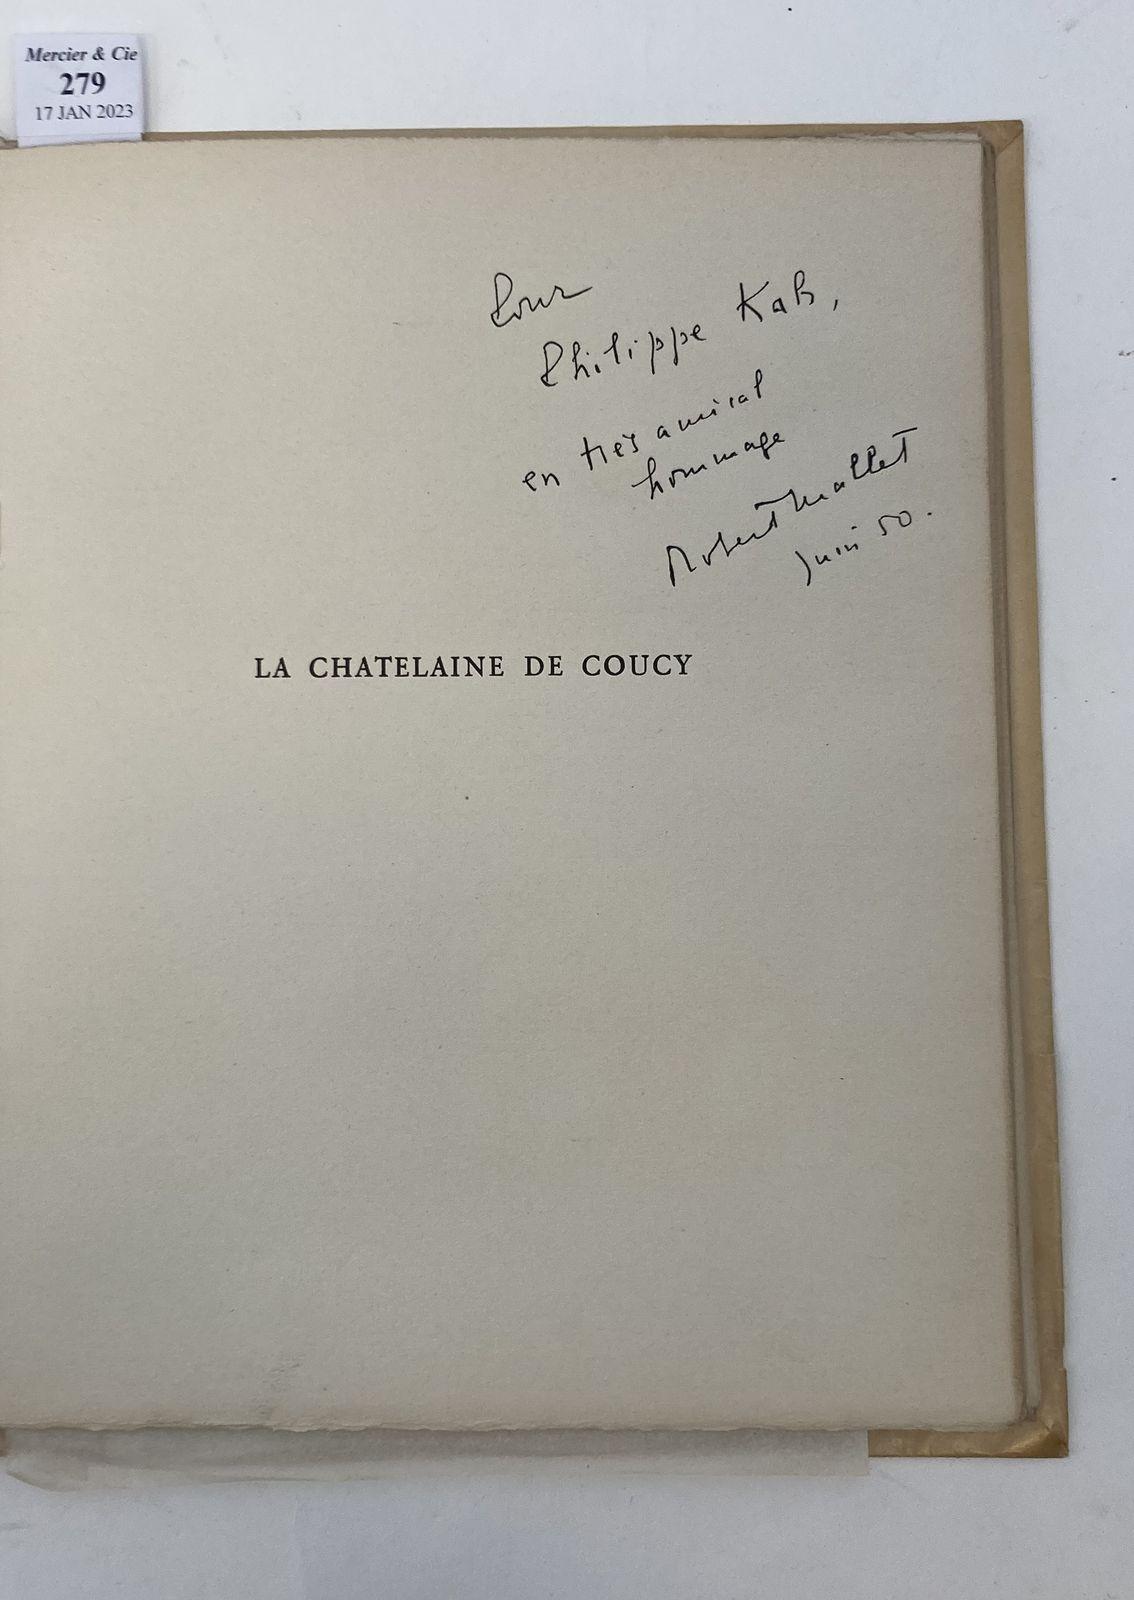 Mercier & Cie
279
17 JAN 2023
Pour
Philippe Kah,
en très amical
hommage
Robert Mallet
Juin 50.
LA CHATELAINE DE COUCY